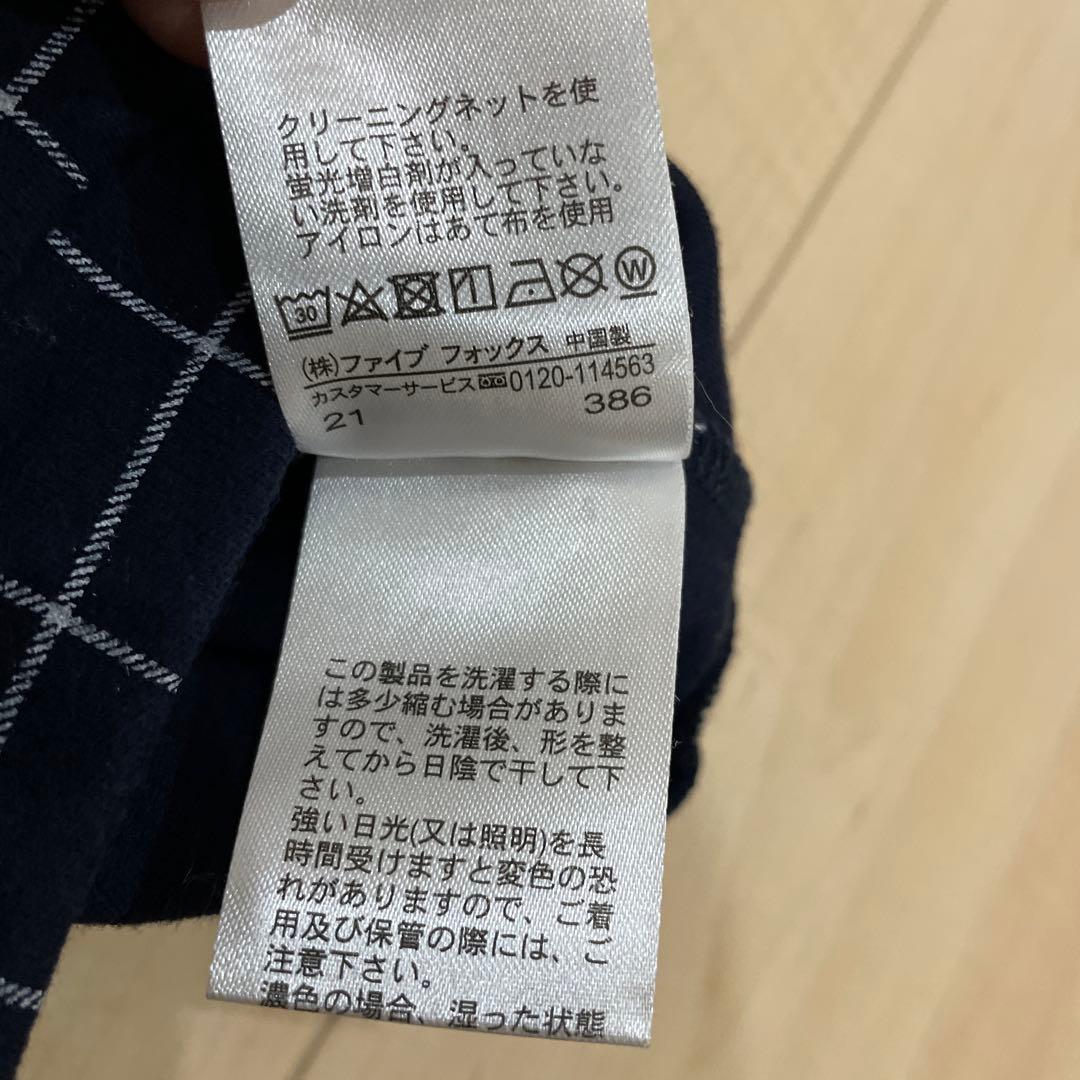 クリーニングネットを使
用して下さい。
蛍光増白剤が入っていな
い洗剤を使用して下さい。
アイロンはあて布を使用
30 W
(株)ファイブ フォックス 中国製
カスタマーサービス 0120-114563
21 386
この製品を洗濯する際に
は多少縮む場合がありま
すので、洗濯後、形を整
えてから日陰で干して下
さい。
強い日光(又は照明)を長
時間受けますと変色の恐
れがありますので、ご着
用及び保管の際には、ご
注意下さい。
濃色の場合、湿った状態